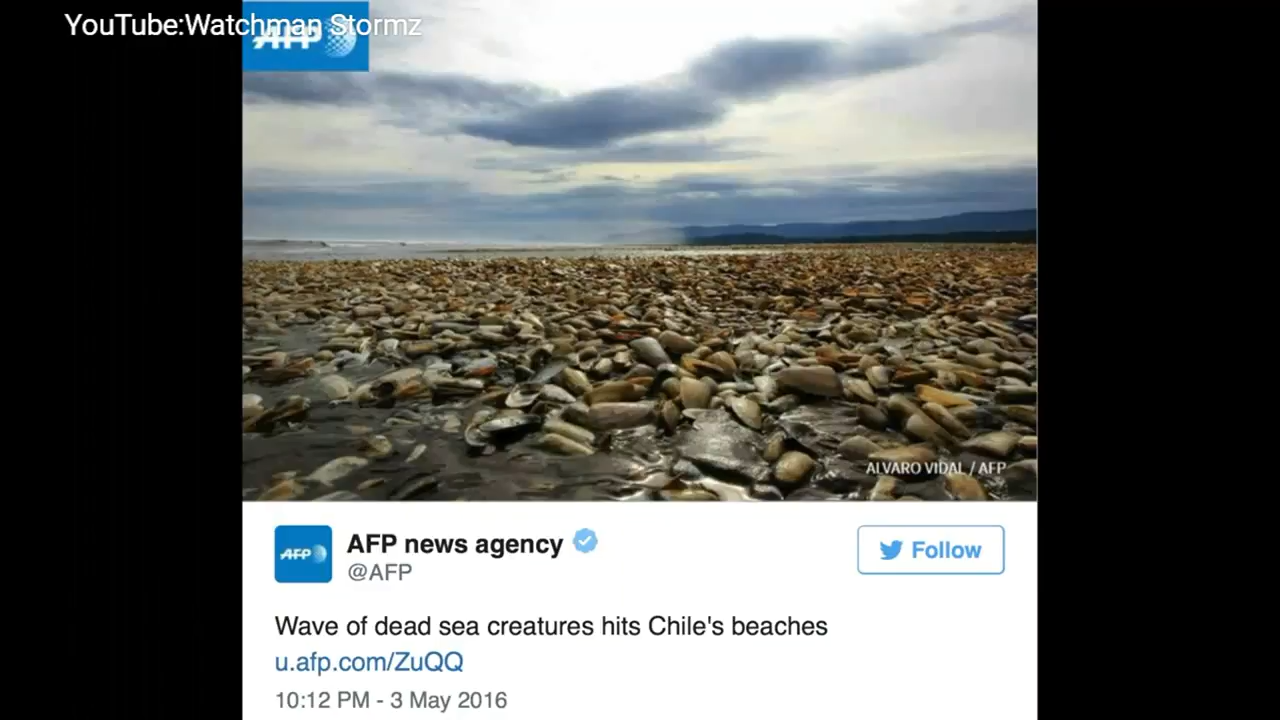 YouTube:Watchman Stormz
AFP
ALVARO VIDAL / AFP
AFP
AFP news agency
@AFP
Follow
Wave of dead sea creatures hits Chile's beaches
u.afp.com/ZuQQ
10:12 PM - 3 May 2016